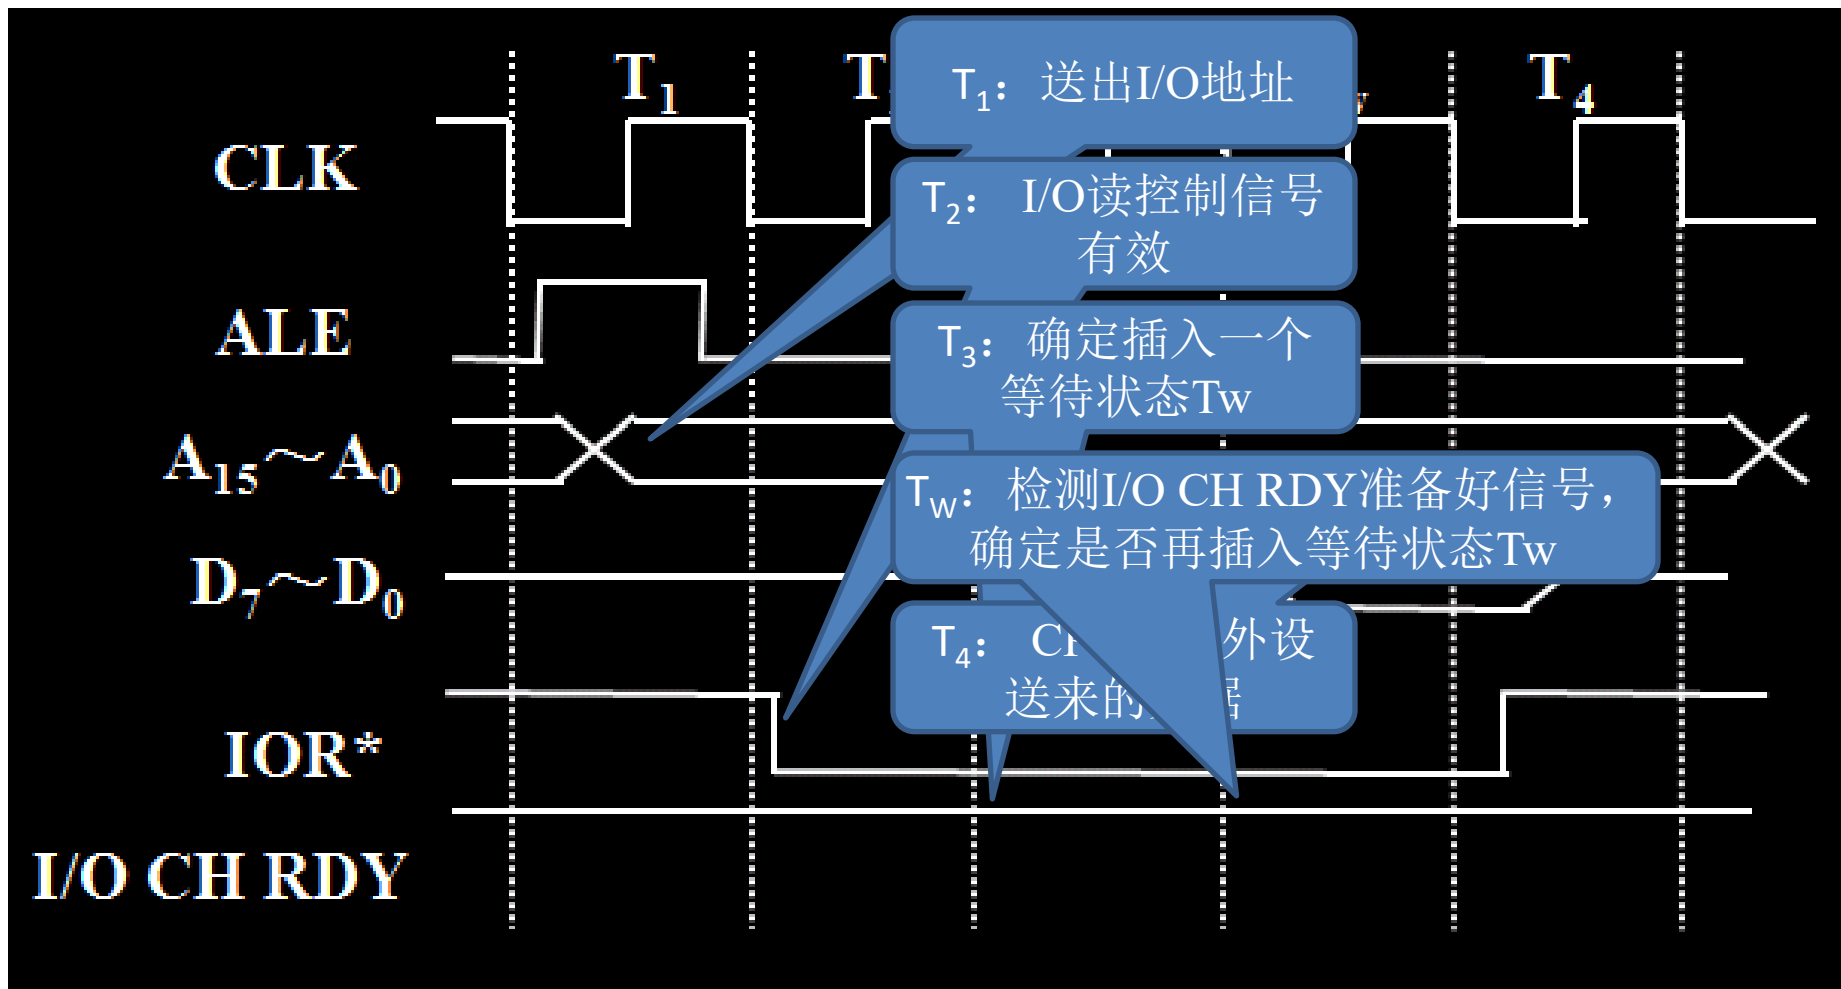 T1
T
T4
T1：送出I/O地址
CLK
T2： I/O读控制信号
有效
ALE
T3：确定插入一个
等待状态Tw
A15～A0
TW：检测I/O CH RDY准备好信号，
确定是否再插入等待状态Tw
D7～D0
T4： 外设
送来的
IOR*
I/O CH RDY